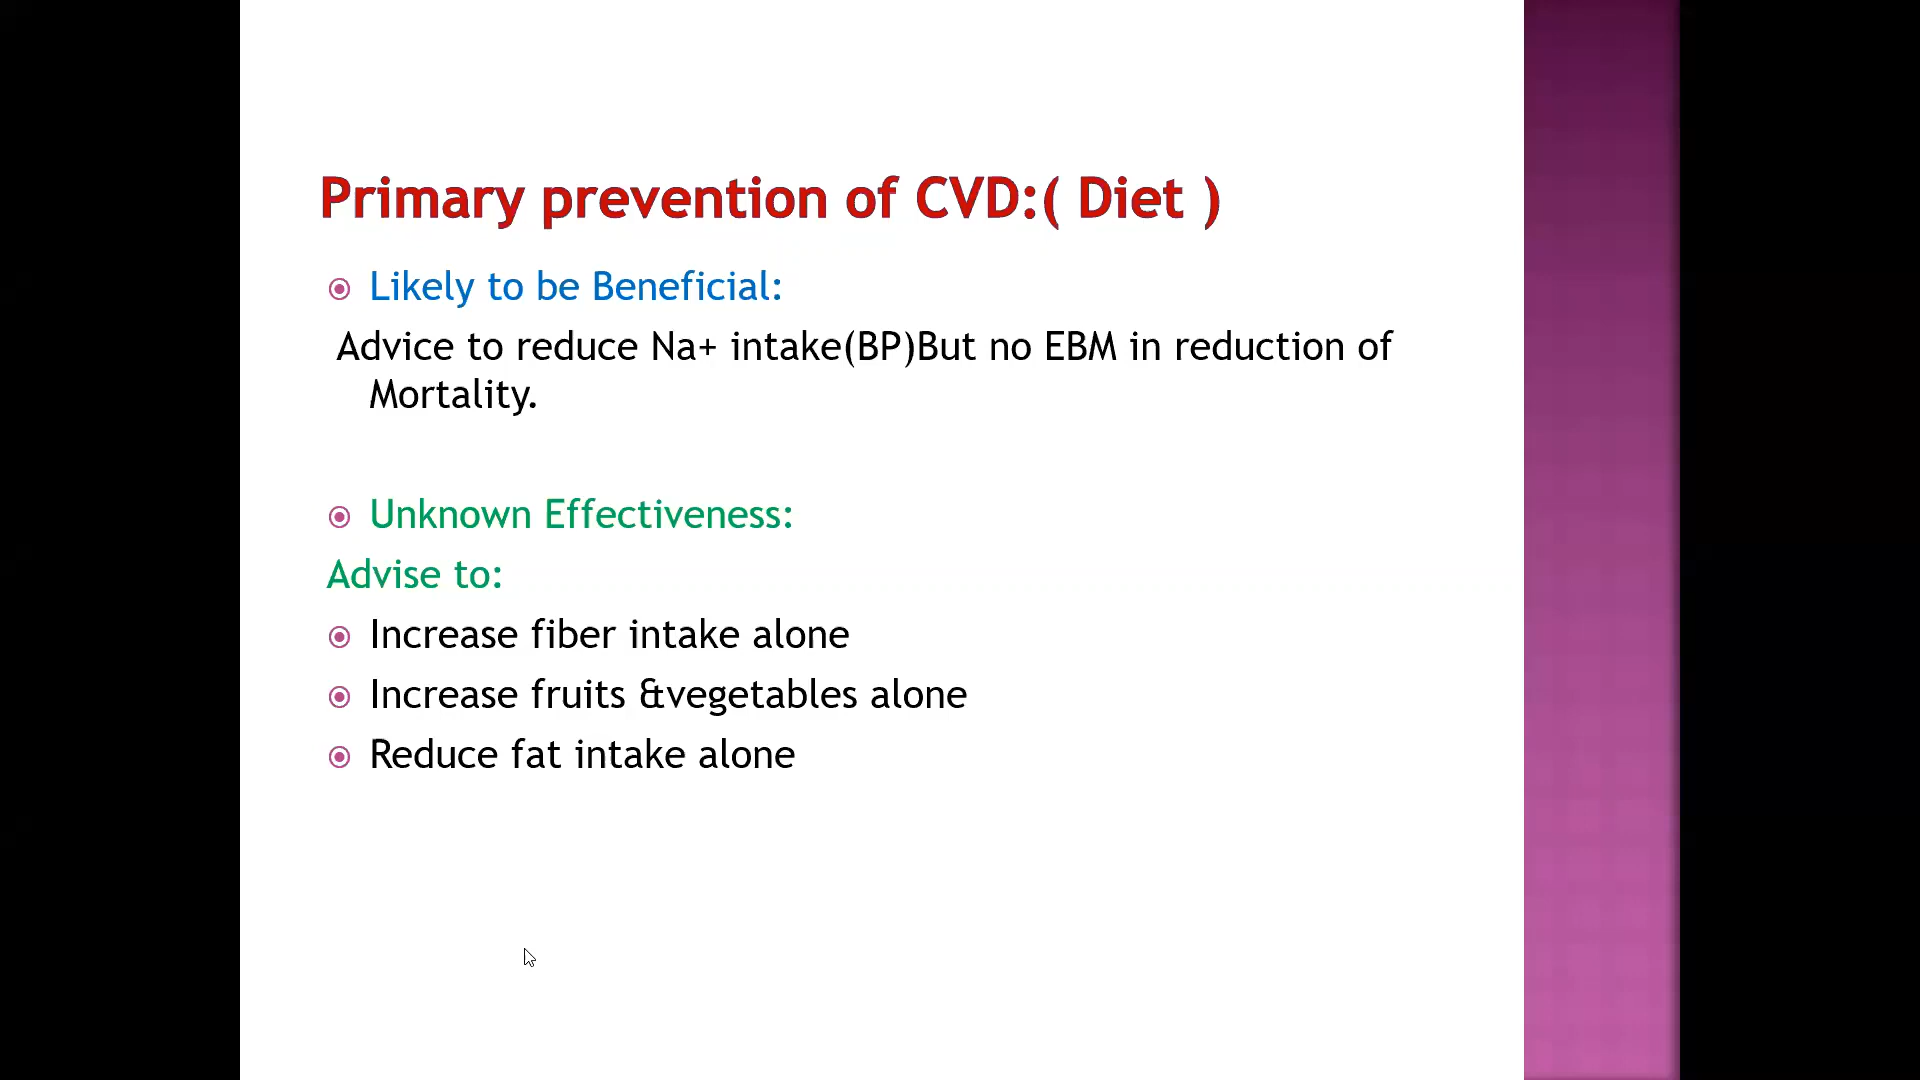 Primary prevention of CVD:( Diet )
Likely to be Beneficial:
Advice to reduce Na+ intake(BP)But no EBM in reduction of
Mortality.
Unknown Effectiveness:
Advise to:
Increase fiber intake alone
Increase fruits &vegetables alone
Reduce fat intake alone